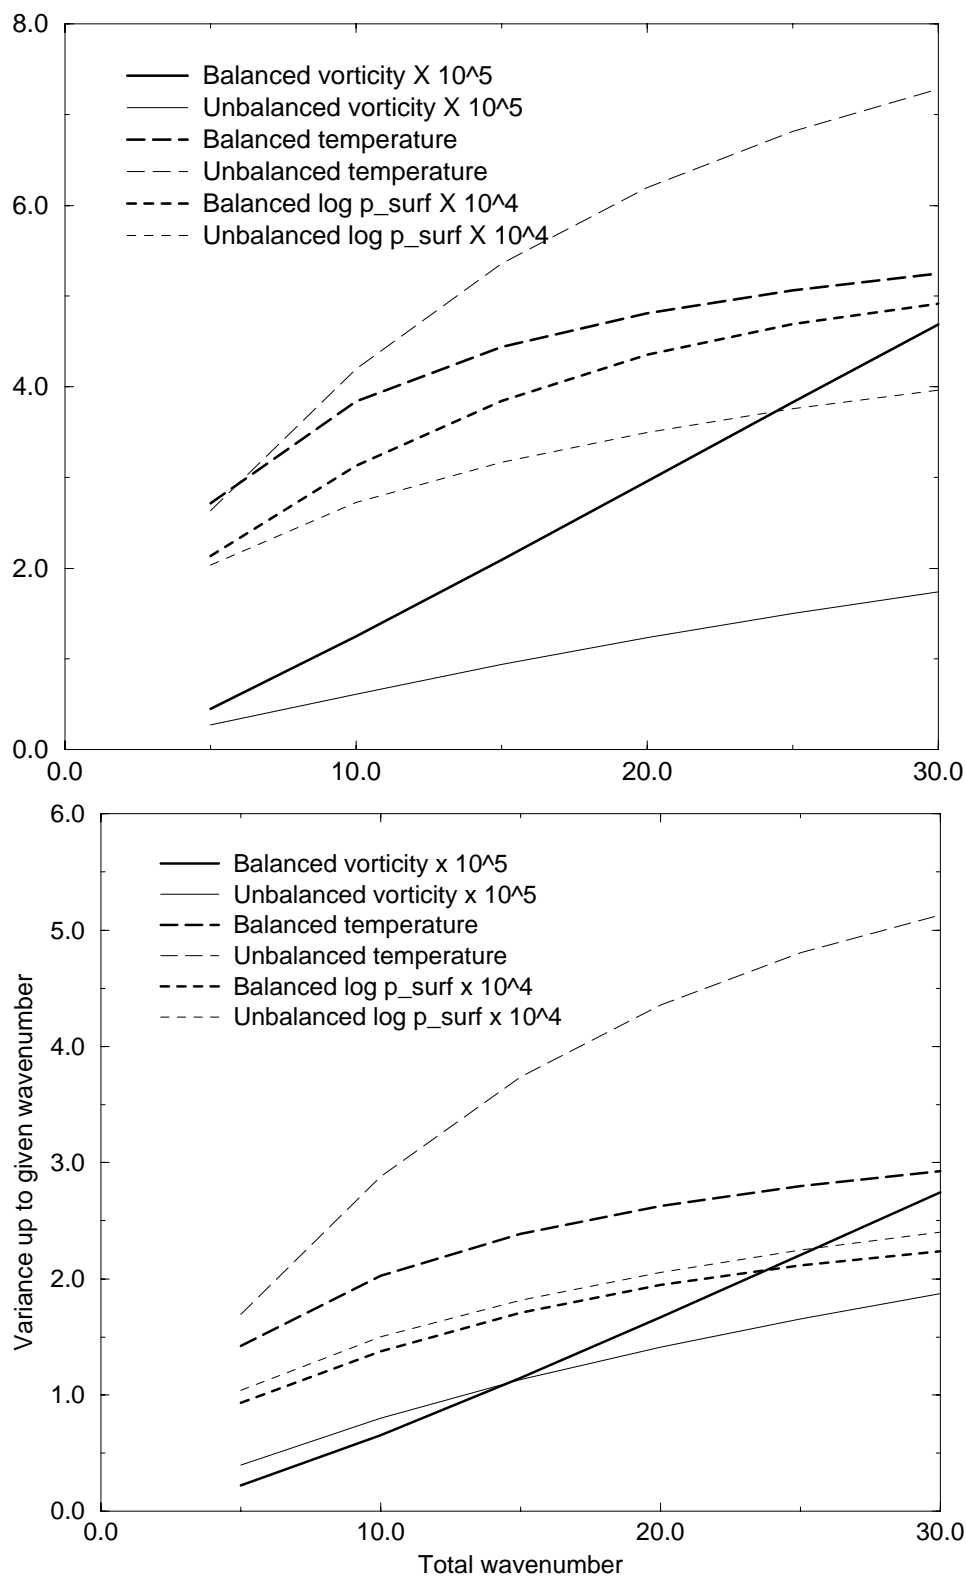 8.0
Balanced vorticity X 10^5
Unbalanced vorticity X 10^5
Balanced temperature
Unbalanced temperature
Balanced log p_surf X 10^4
Unbalanced log p_surf X 10^4
6.0
4.0
2.0
0.0
0.0 10.0 20.0 30.0
6.0
Balanced vorticity x 10^5
Unbalanced vorticity x 10^5
Balanced temperature
Unbalanced temperature
Balanced log p_surf x 10^4
Unbalanced log p_surf x 10^4
5.0
4.0
3.0
2.0
1.0
0.0
Variance up to given wavenumber
0.0 10.0 20.0 30.0
Total wavenumber